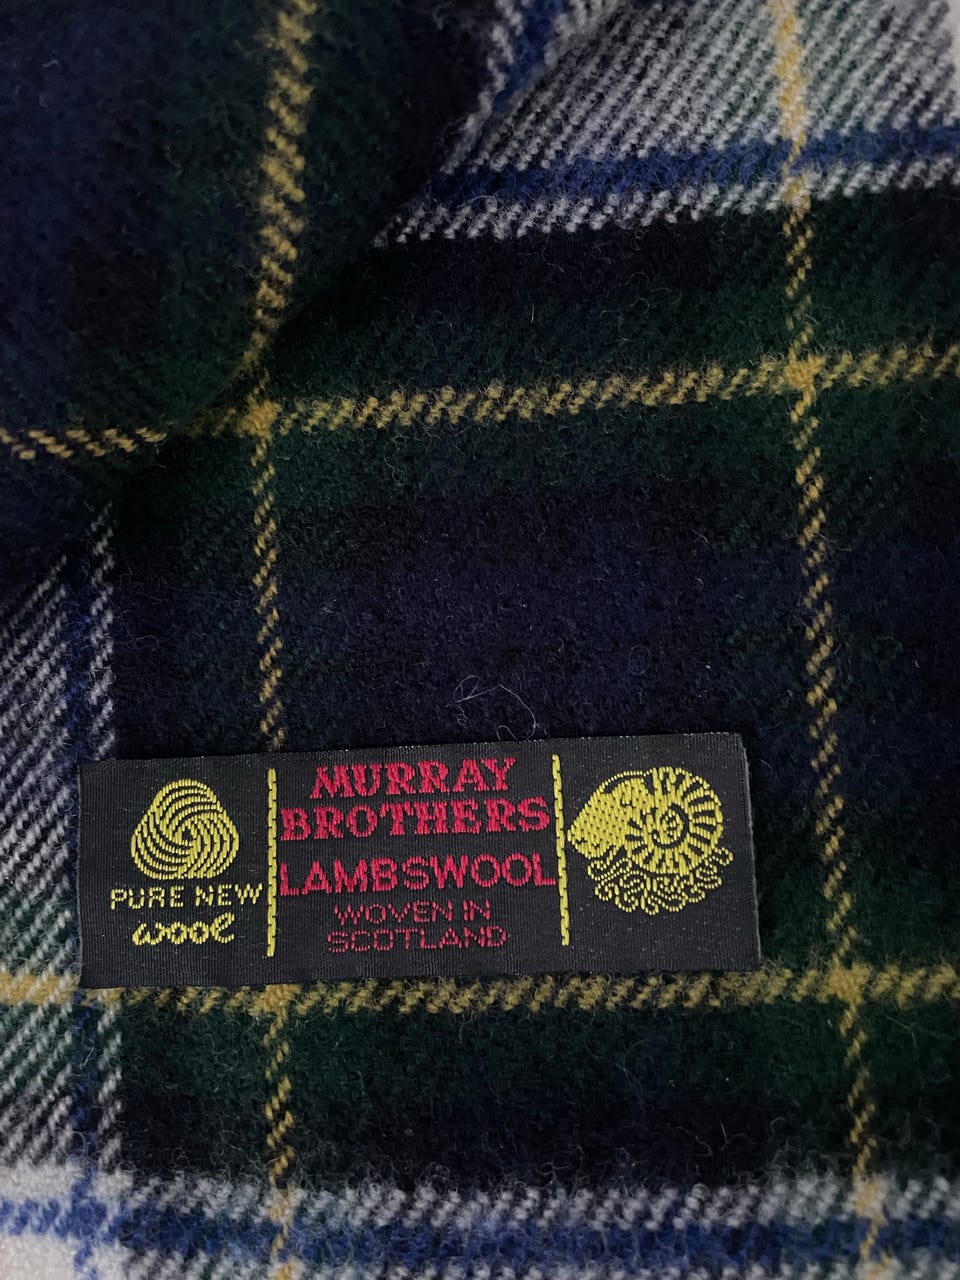 PURE NEW
wool
MURRAY
BROTHERS
LAMBSWOOL
WOVEN IN
SCOTLAND